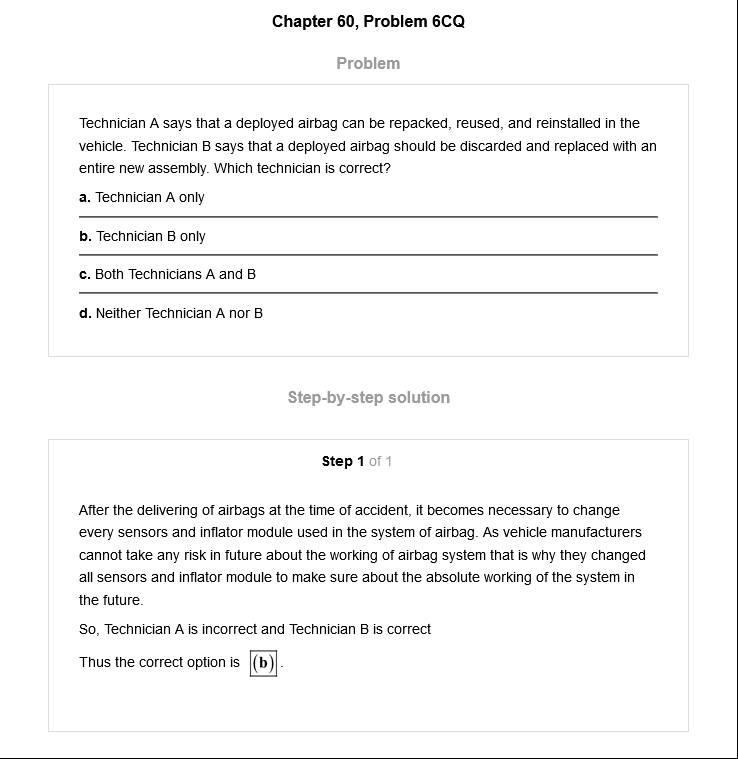 Chapter 60, Problem 6CQ
Problem
Technician A says that a deployed airbag can be repacked, reused, and reinstalled in the
vehicle. Technician B says that a deployed airbag should be discarded and replaced with an
entire new assembly. Which technician is correct?
a. Technician A only
b. Technician B only
c. Both Technicians A and B
d. Neither Technician A nor B
Step-by-step solution
Step 1 of 1
After the delivering of airbags at the time of accident, it becomes necessary to change
every sensors and inflator module used in the system of airbag. As vehicle manufacturers
cannot take any risk in future about the working of airbag system that is why they changed
all sensors and inflator module to make sure about the absolute working of the system in
the future.
So, Technician A is incorrect and Technician B is correct
Thus the correct option is (b).